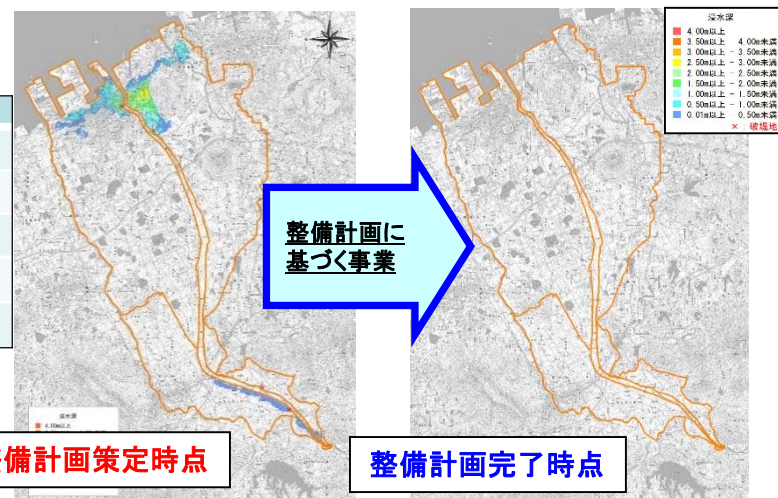 浸水深
4.00m以上
3.50m以上 4.00m未満
3.00m以上 - 3.50m未満
2.50m以上 - 3.00m未満
2.00m以上 - 2.50m未満
1.50m以上 - 2.00m未満
1.00m以上 - 1.50m未満
0.50m以上 - 1.00m未満
0.01m以上 0.50m未満
× 破堤地
整備計画に
基づく事業
浸水深
4.00m以上
備計画策定時点
整備計画完了時点